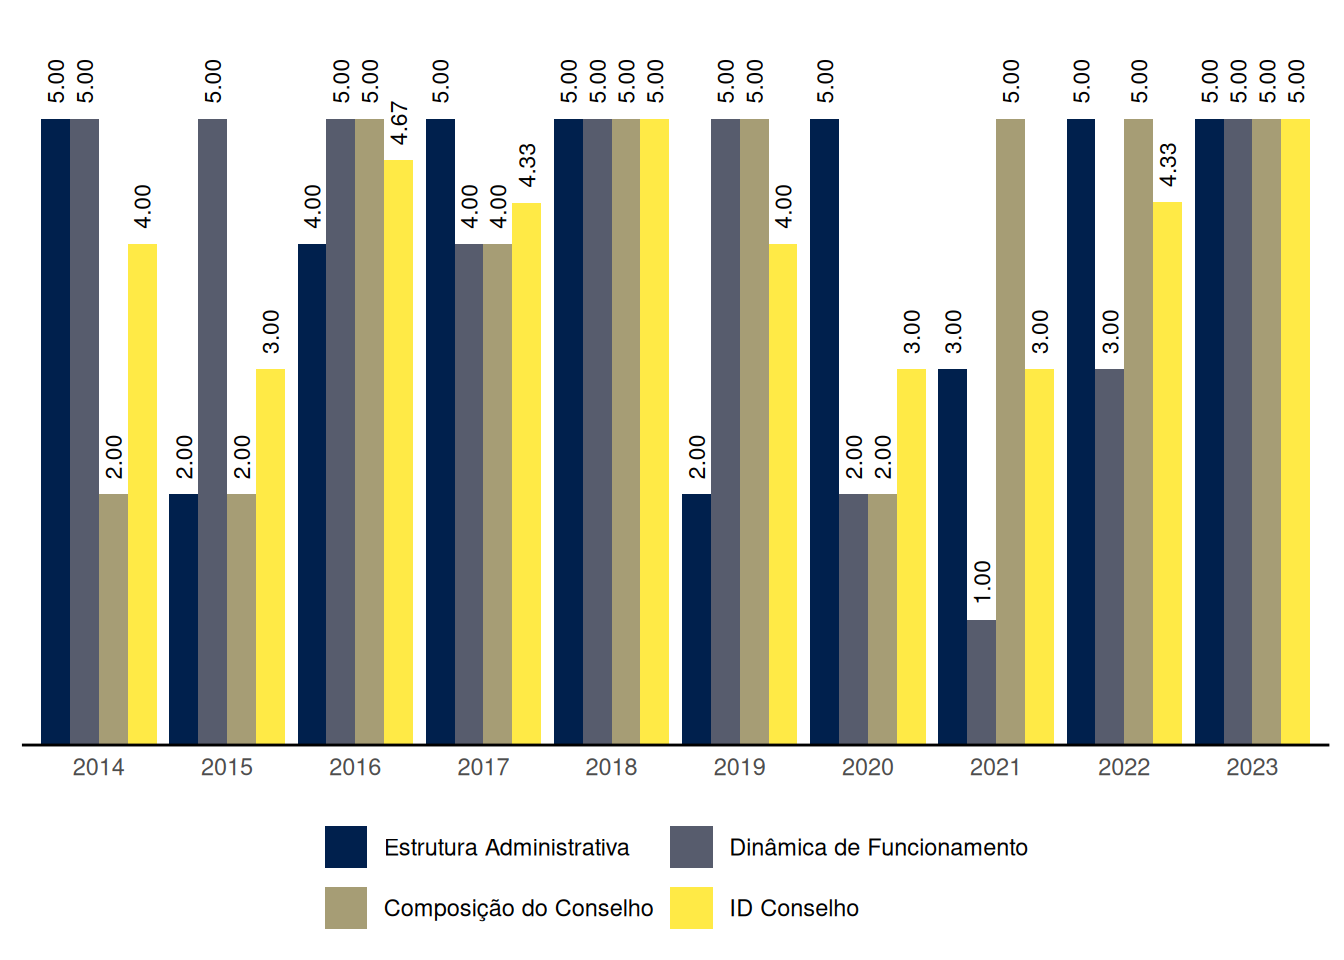 5.00 5.00 2.00 4.00
2.00 5.00 2.00 3.00
4.00 5.00 5.00 4.67
5.00 4.00 4.00 4.33
5.00 5.00 5.00 5.00
2.00 5.00 5.00 4.00
5.00 2.00 2.00 3.00
3.00 1.00 5.00 3.00
5.00 3.00 5.00 4.33
5.00 5.00 5.00 5.00
2014 2015 2016 2017 2018 2019 2020 2021 2022 2023
Estrutura Administrativa Dinâmica de Funcionamento
Composição do Conselho ID Conselho